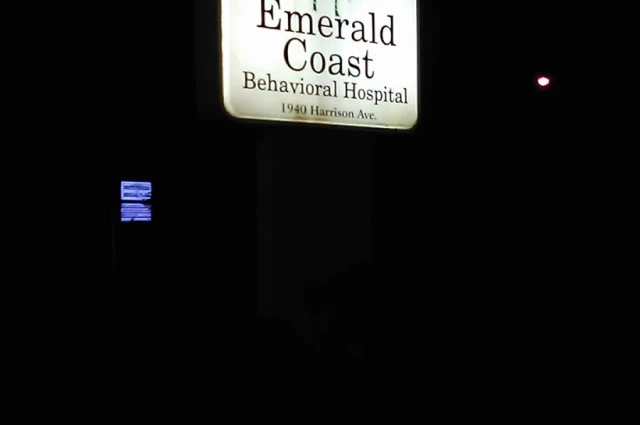 Emerald
Coast
Behavioral Hospital
1940 Harrison Ave.